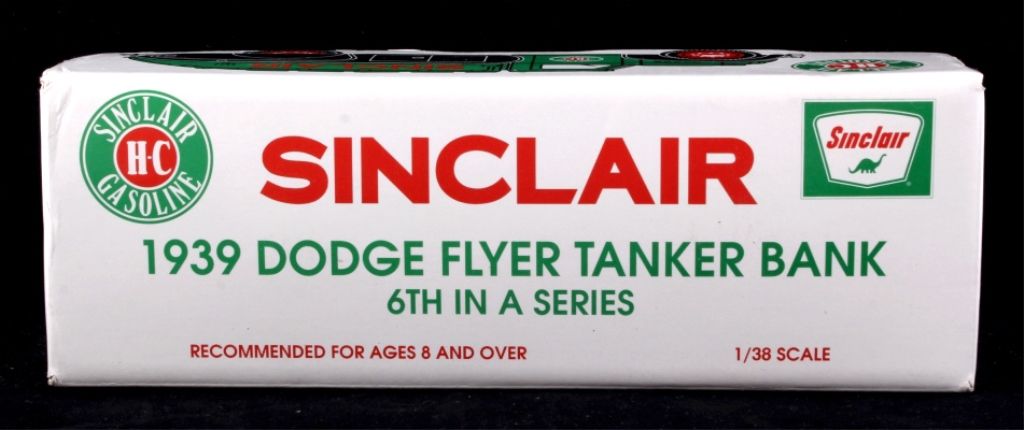 SINCLAIR
H-C
GASOLINE
SINCLAIR
Sinclair
1939 DODGE FLYER TANKER BANK
6TH IN A SERIES
RECOMMENDED FOR AGES 8 AND OVER
1/38 SCALE